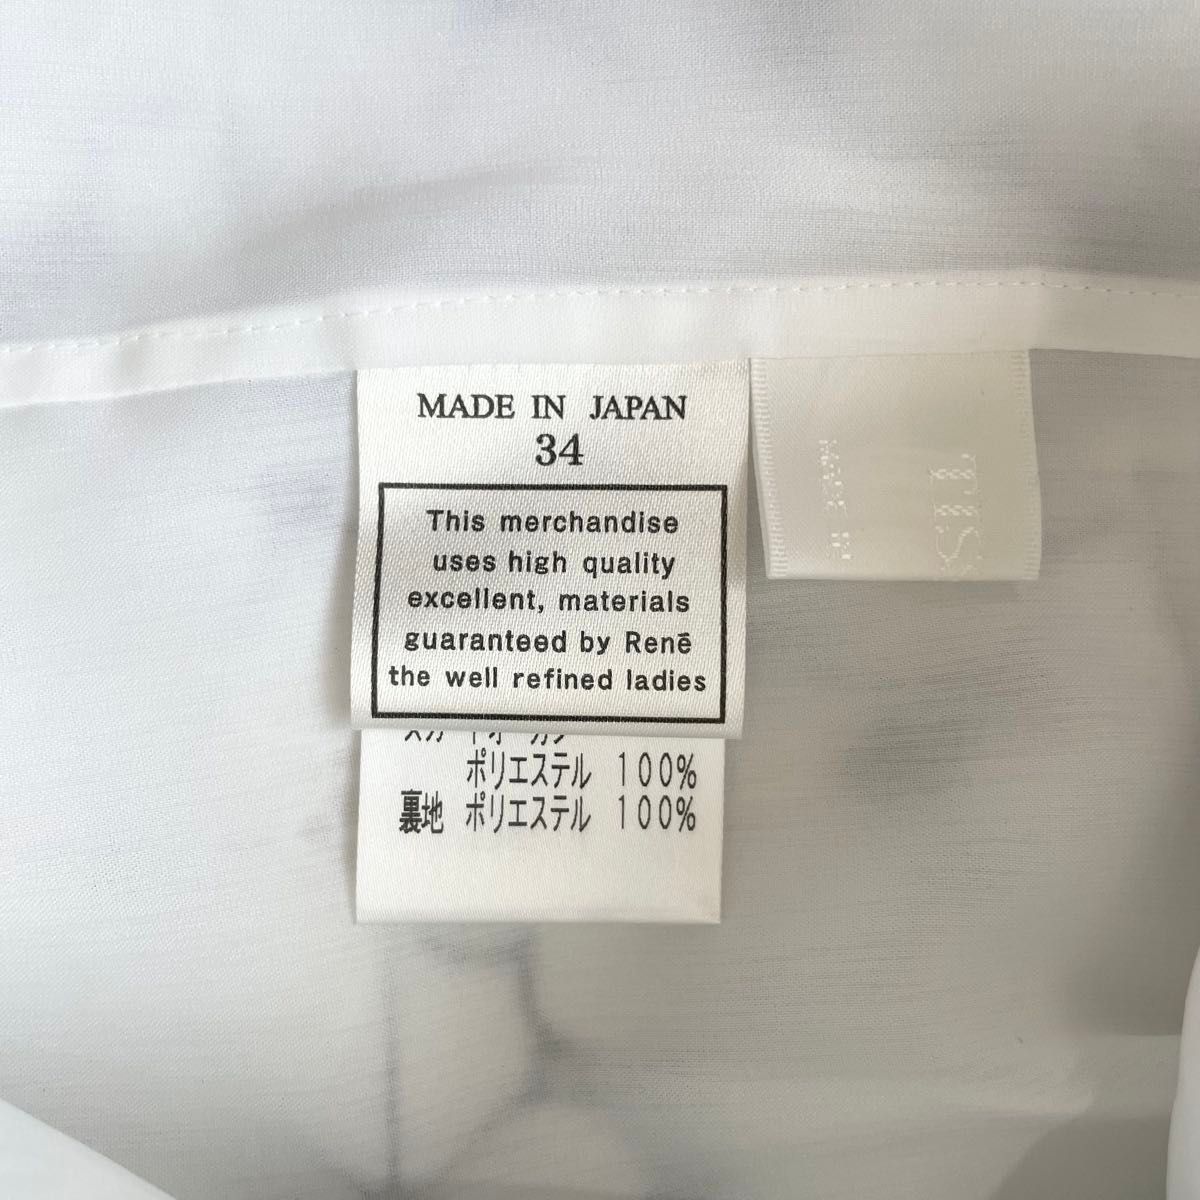 MADE IN JAPAN
34
This merchandise
uses high quality
excellent, materials
guaranteed by Renē
the well refined ladies
ポリエステル 100%
裏地 ポリエステル 100%